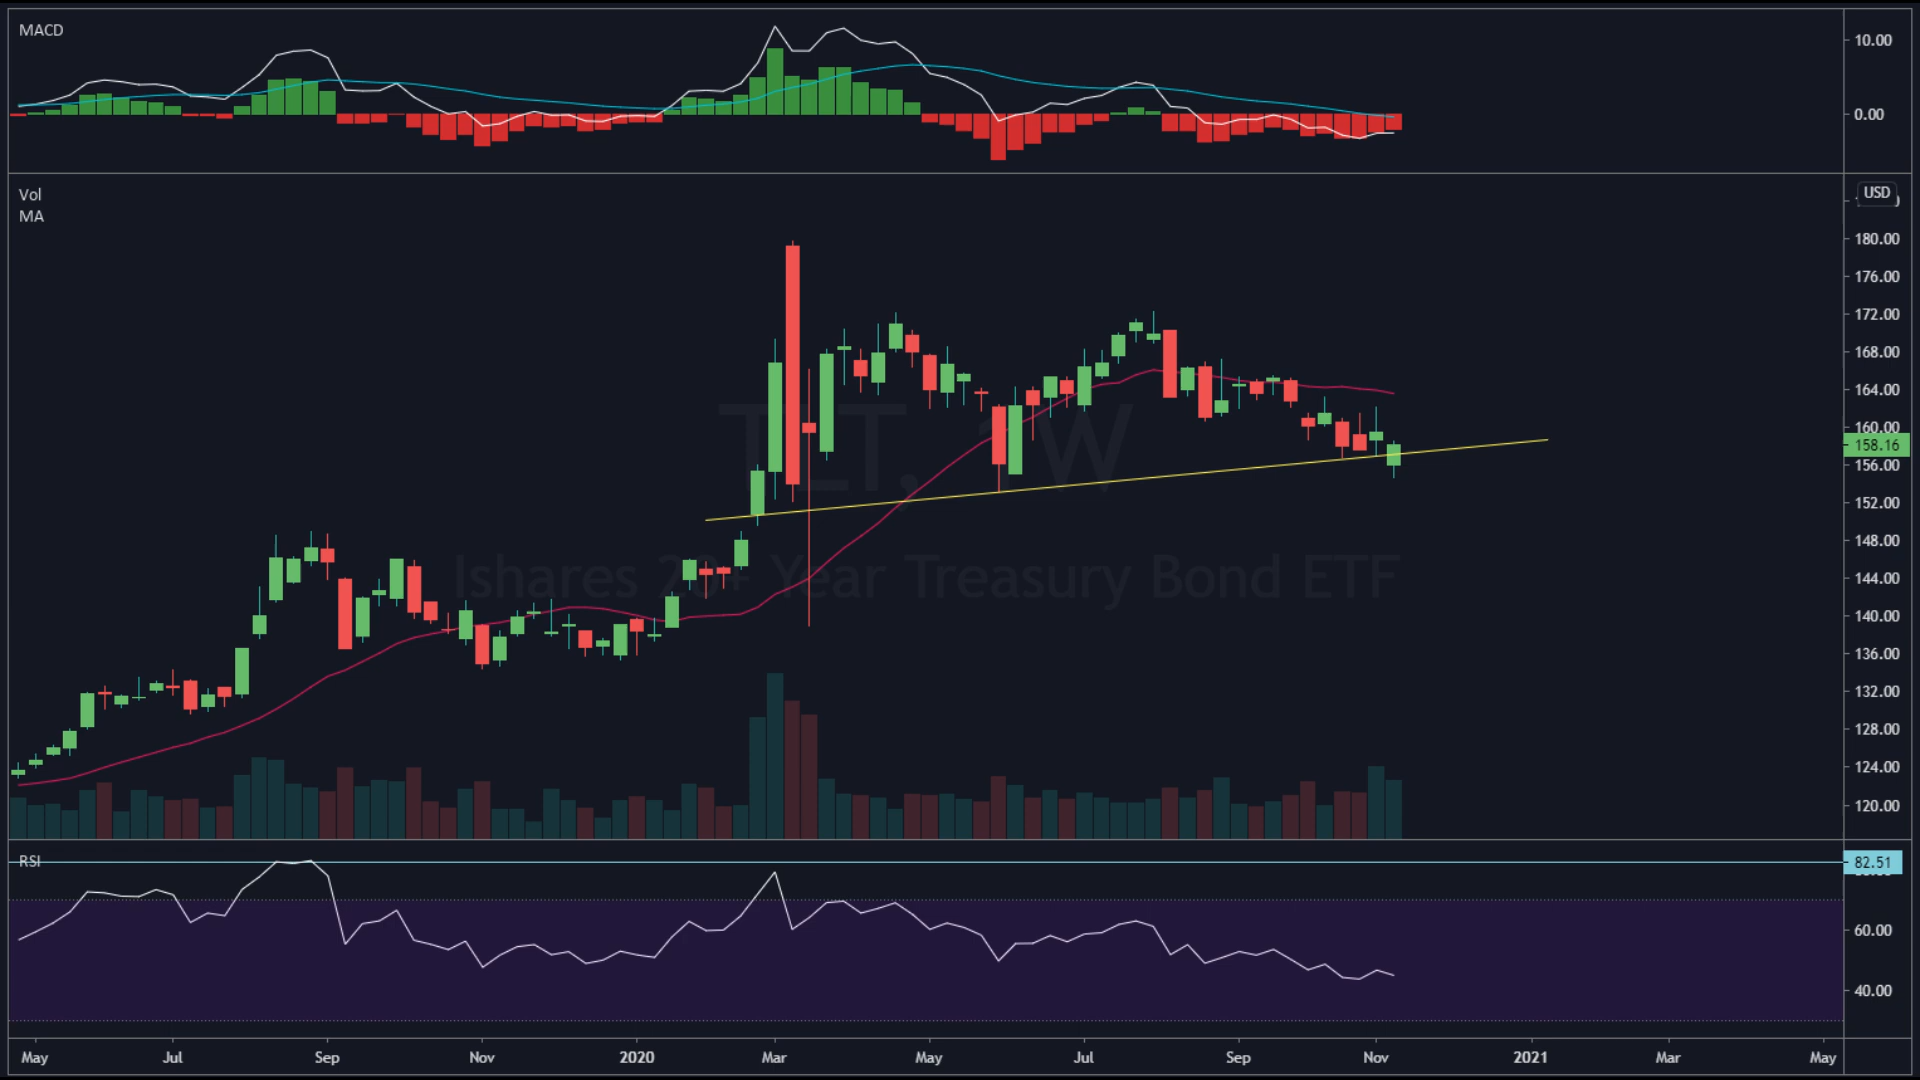 MACD
10.00
0.00
Vol
MA
USD
180.00
176.00
172.00
168.00
164.00
160.00
158.16
156.00
152.00
148.00
144.00
140.00
136.00
132.00
128.00
124.00
120.00
TLT, 1W
Ishares 20+ Year Treasury Bond ETF
RSI
82.51
60.00
40.00
May Jul Sep Nov 2020 Mar May Jul Sep Nov 2021 Mar May